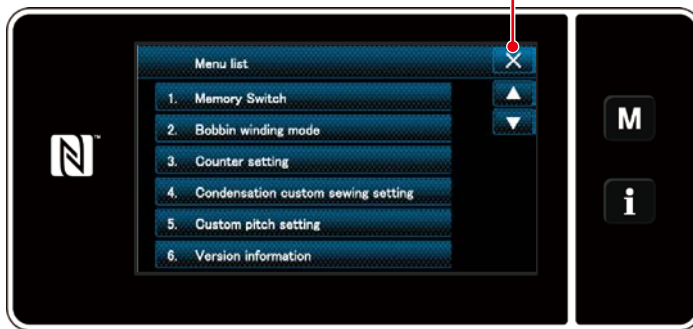 Menu list
1. Memory Switch
2. Bobbin winding mode
3. Counter setting
4. Condensation custom sewing setting
5. Custom pitch setting
6. Version information
M
i
N